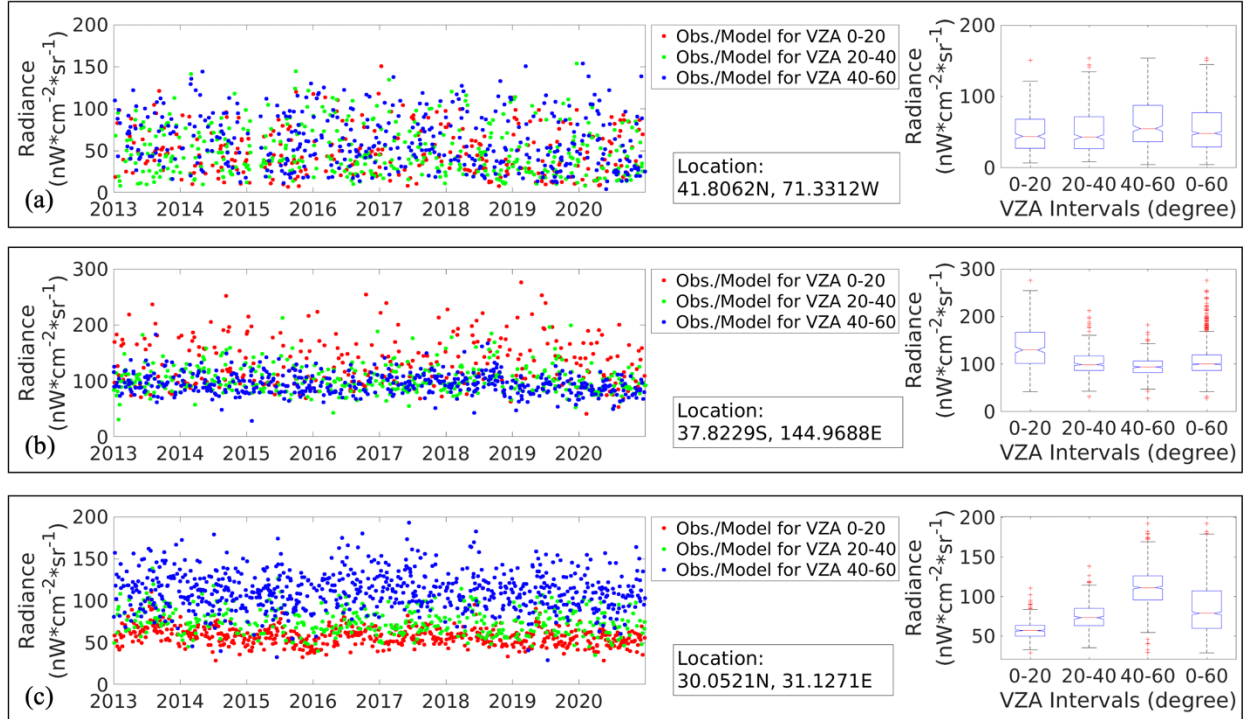 200
150
100
50
0
Radiance
(nW*cm-2*sr-1)
2013 2014 2015 2016 2017 2018 2019 2020
(a)
Obs./Model for VZA 0-20
Obs./Model for VZA 20-40
Obs./Model for VZA 40-60
Location:
41.8062N, 71.3312W
200
100
0
Radiance
(nW*cm-2*sr-1)
0-20 20-40 40-60 0-60
VZA Intervals (degree)
300
200
100
0
Radiance
(nW*cm-2*sr-1)
2013 2014 2015 2016 2017 2018 2019 2020
(b)
Obs./Model for VZA 0-20
Obs./Model for VZA 20-40
Obs./Model for VZA 40-60
Location:
37.8229S, 144.9688E
300
200
100
0
Radiance
(nW*cm-2*sr-1)
0-20 20-40 40-60 0-60
VZA Intervals (degree)
200
150
100
50
0
Radiance
(nW*cm-2*sr-1)
2013 2014 2015 2016 2017 2018 2019 2020
(c)
Obs./Model for VZA 0-20
Obs./Model for VZA 20-40
Obs./Model for VZA 40-60
Location:
30.0521N, 31.1271E
200
150
100
50
Radiance
(nW*cm-2*sr-1)
0-20 20-40 40-60 0-60
VZA Intervals (degree)